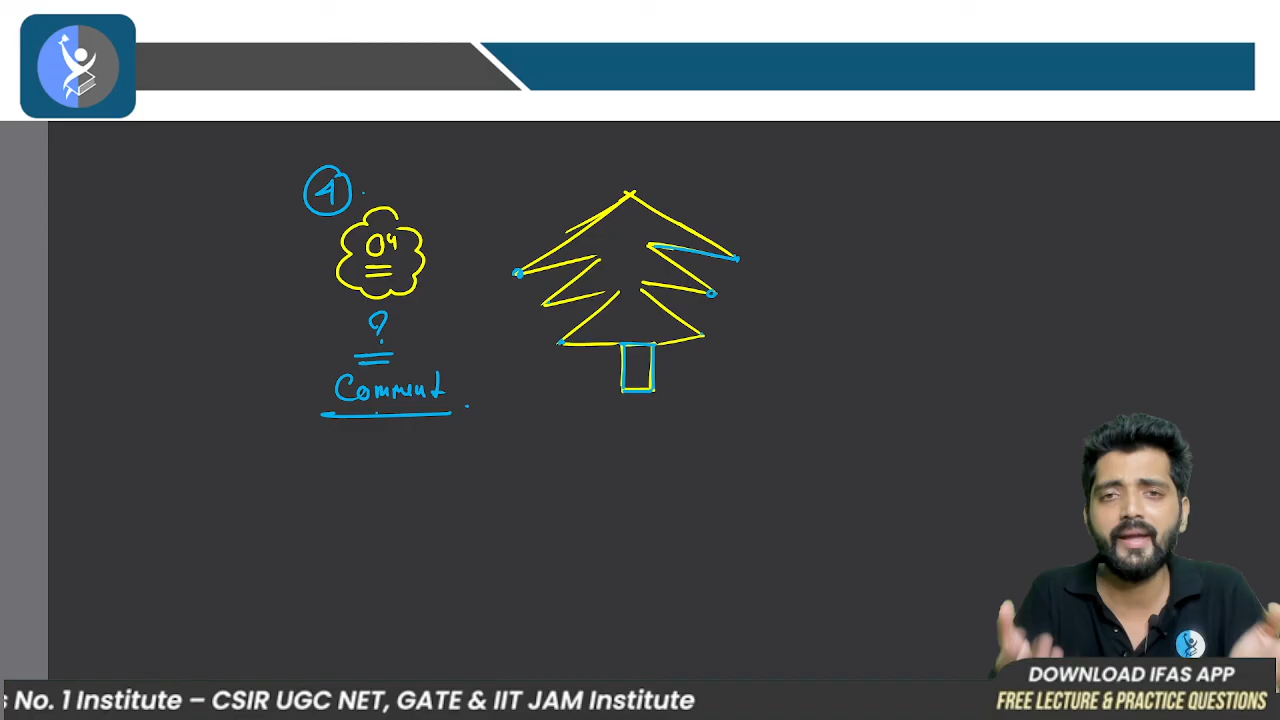 4
04
?
Comment
DOWNLOAD IFAS APP
FREE LECTURE & PRACTICE QUESTIONS
s No. 1 Institute – CSIR UGC NET, GATE & IIT JAM Institute